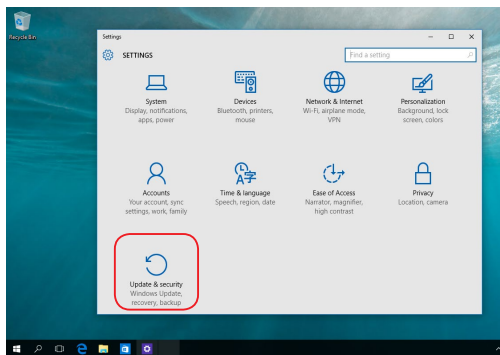 Recycle Bin
Settings
SETTINGS
Find a setting
System
Display, notifications,
apps, power
Devices
Bluetooth, printers,
mouse
Network & Internet
Wi-Fi, airplane mode,
VPN
Personalization
Background, lock
screen, colors
Accounts
Your account, sync
settings, work, family
Time & language
Speech, region, date
Ease of Access
Narrator, magnifier,
high contrast
Privacy
Location, camera
Update & security
Windows Update,
recovery, backup